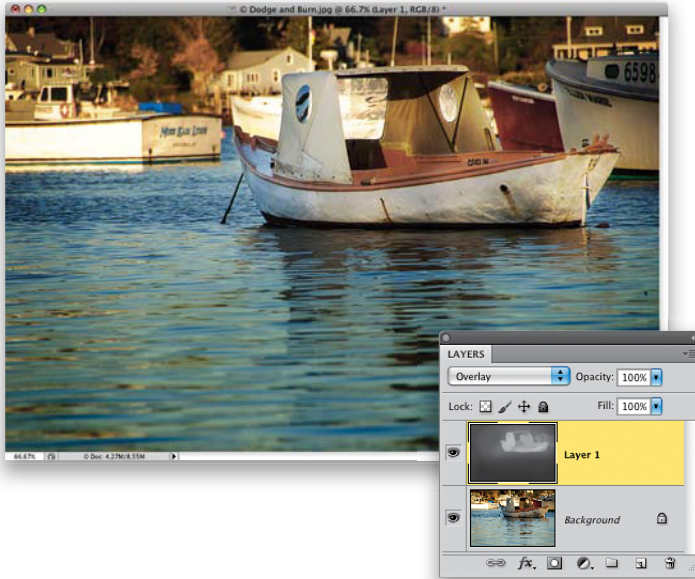 © Dodge and Burn.jpg @ 66.7% (Layer 1, RGB/8) *
6598
66.67%
© Doc: 4.27M/8.55M
LAYERS
Overlay
Opacity: 100%
Lock:
Fill: 100%
Layer 1
Background
fx